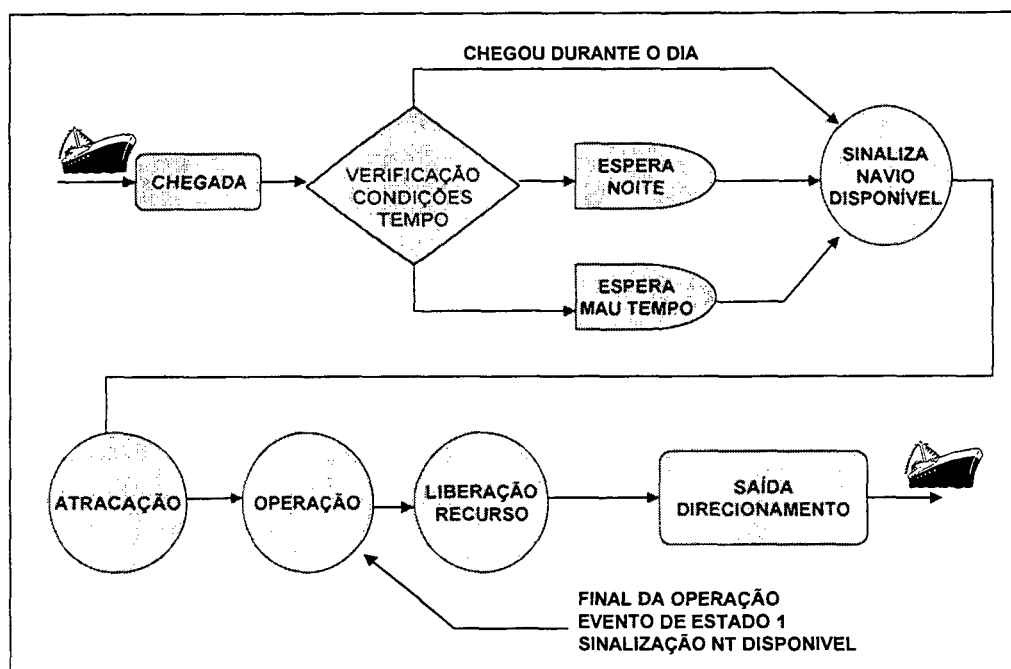 CHEGOU DURANTE O DIA
CHEGADA
VERIFICAÇÃO
CONDIÇÕES
TEMPO
ESPERA
NOITE
ESPERA
MAU TEMPO
SINALIZA
NAVIO
DISPONÍVEL
ATRACAÇÃO
OPERAÇÃO
LIBERAÇÃO
RECURSO
SAÍDA
DIRECIONAMENTO
FINAL DA OPERAÇÃO
EVENTO DE ESTADO 1
SINALIZAÇÃO NT DISPONIVEL